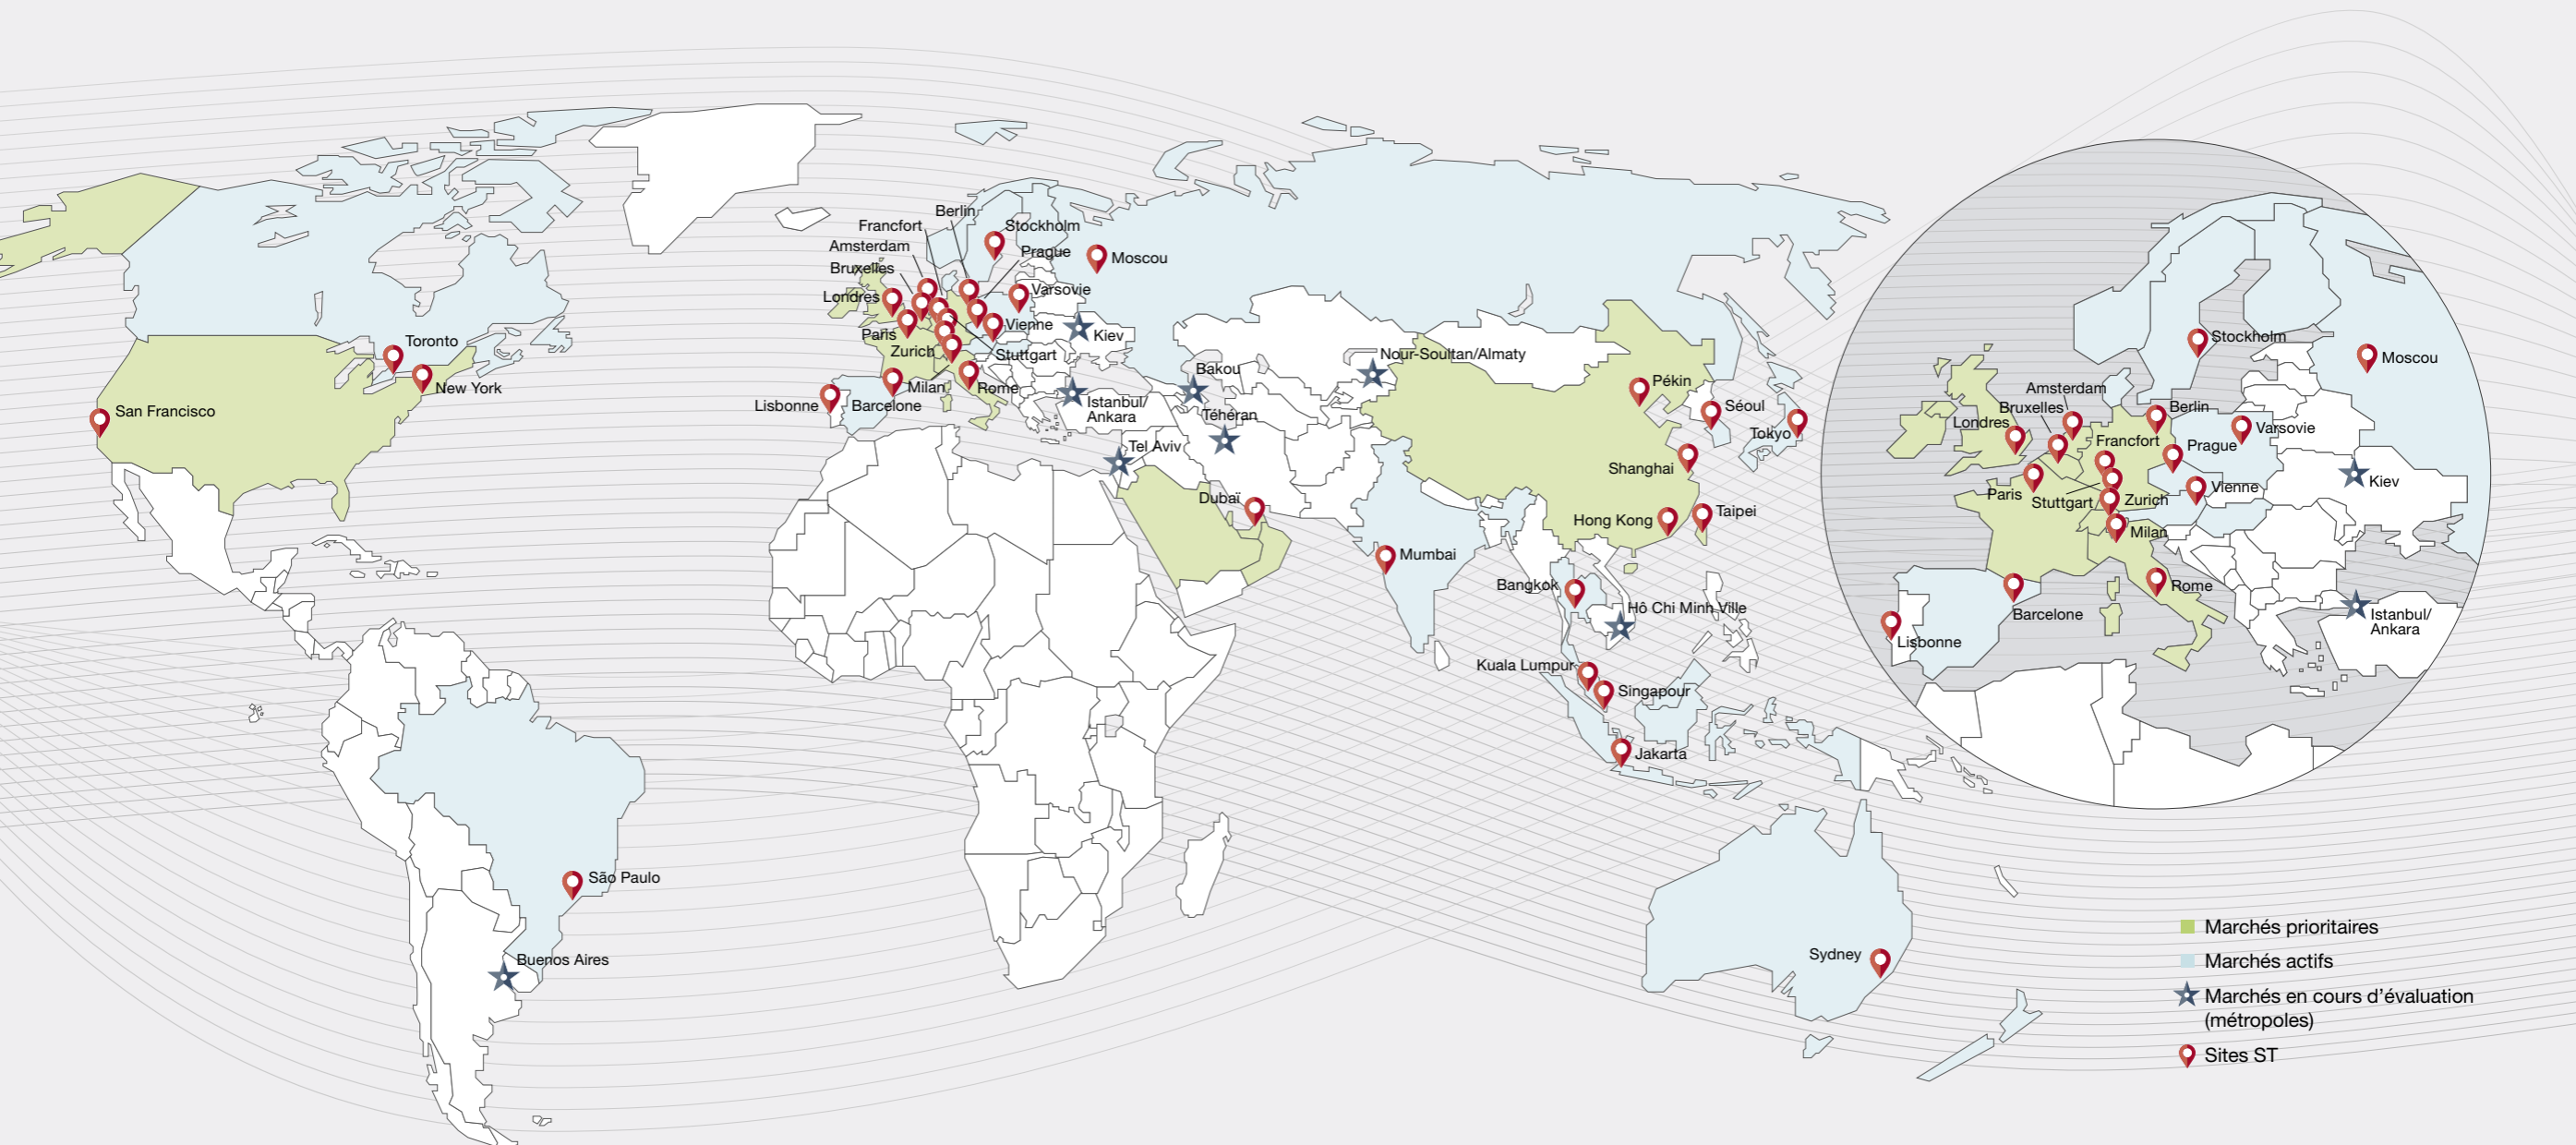 Berlin
Francfort
Stockholm
Amsterdam
Prague
Bruxelles
Moscou
Londres
Varsovie
Paris
Vienne
Kiev
Zurich
Stuttgart
Toronto
New York
San Francisco
Milan
Rome
Lisbonne
Barcelone
Istanbul/
Ankara
Bakou
Téhéran
Tel Aviv
Nour-Soultan/Almaty
Pékin
Séoul
Tokyo
Shanghai
Dubaï
Hong Kong
Taipei
Mumbai
Bangkok
Hô Chi Minh Ville
Kuala Lumpur
Singapour
Jakarta
São Paulo
Buenos Aires
Sydney
Stockholm
Moscou
Amsterdam
Bruxelles
Berlin
Londres
Varsovie
Francfort
Prague
Kiev
Paris
Stuttgart
Zurich
Vienne
Milan
Rome
Barcelone
Lisbonne
Istanbul/
Ankara
Marchés prioritaires
Marchés actifs
Marchés en cours d’évaluation
(métropoles)
Sites ST